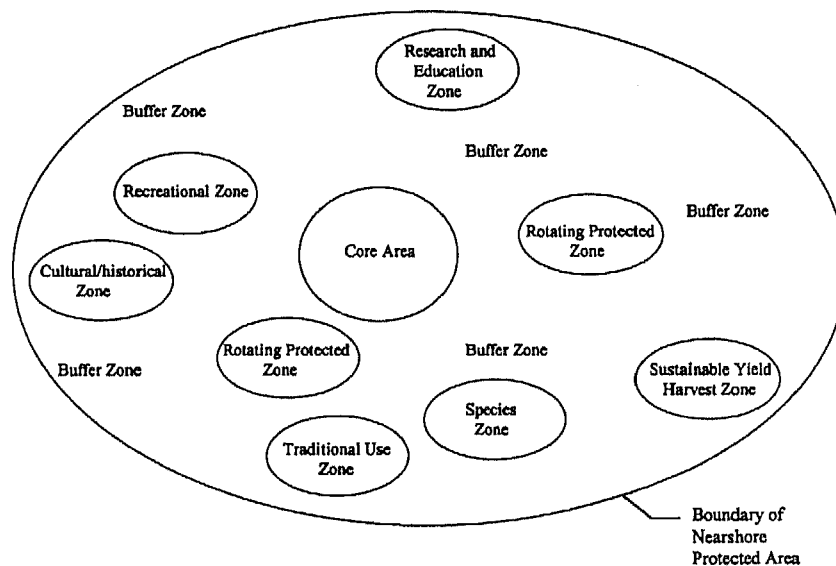 Research and
Education
Zone
Buffer Zone
Buffer Zone
Recreational Zone
Buffer Zone
Rotating Protected
Zone
Core Area
Cultural/historical
Zone
Rotating Protected
Zone
Buffer Zone
Buffer Zone
Sustainable Yield
Harvest Zone
Species
Zone
Traditional Use
Zone
Boundary of
Nearshore
Protected Area